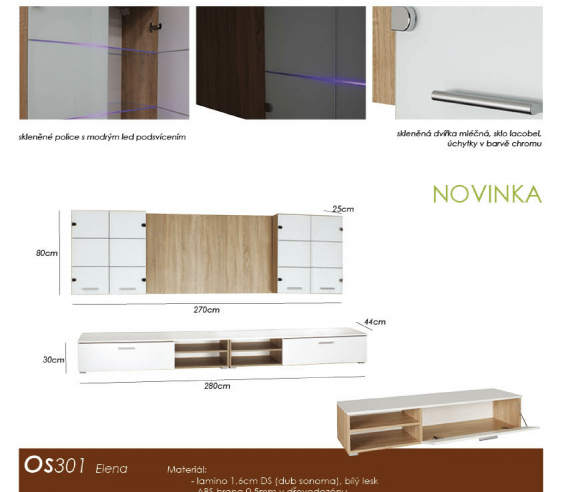 skleněné police s modrým led podsvícením
skleněná dvířka mléčná, sklo lacobel,
úchytky v barvě chromu
NOVINKA
25cm
80cm
270cm
44cm
30cm
280cm
Os301 Elena
Materiál:
- lamino 1,6cm DS (dub sonoma), bílý lesk
- ABS hrana 0,5mm v dřevodezénu